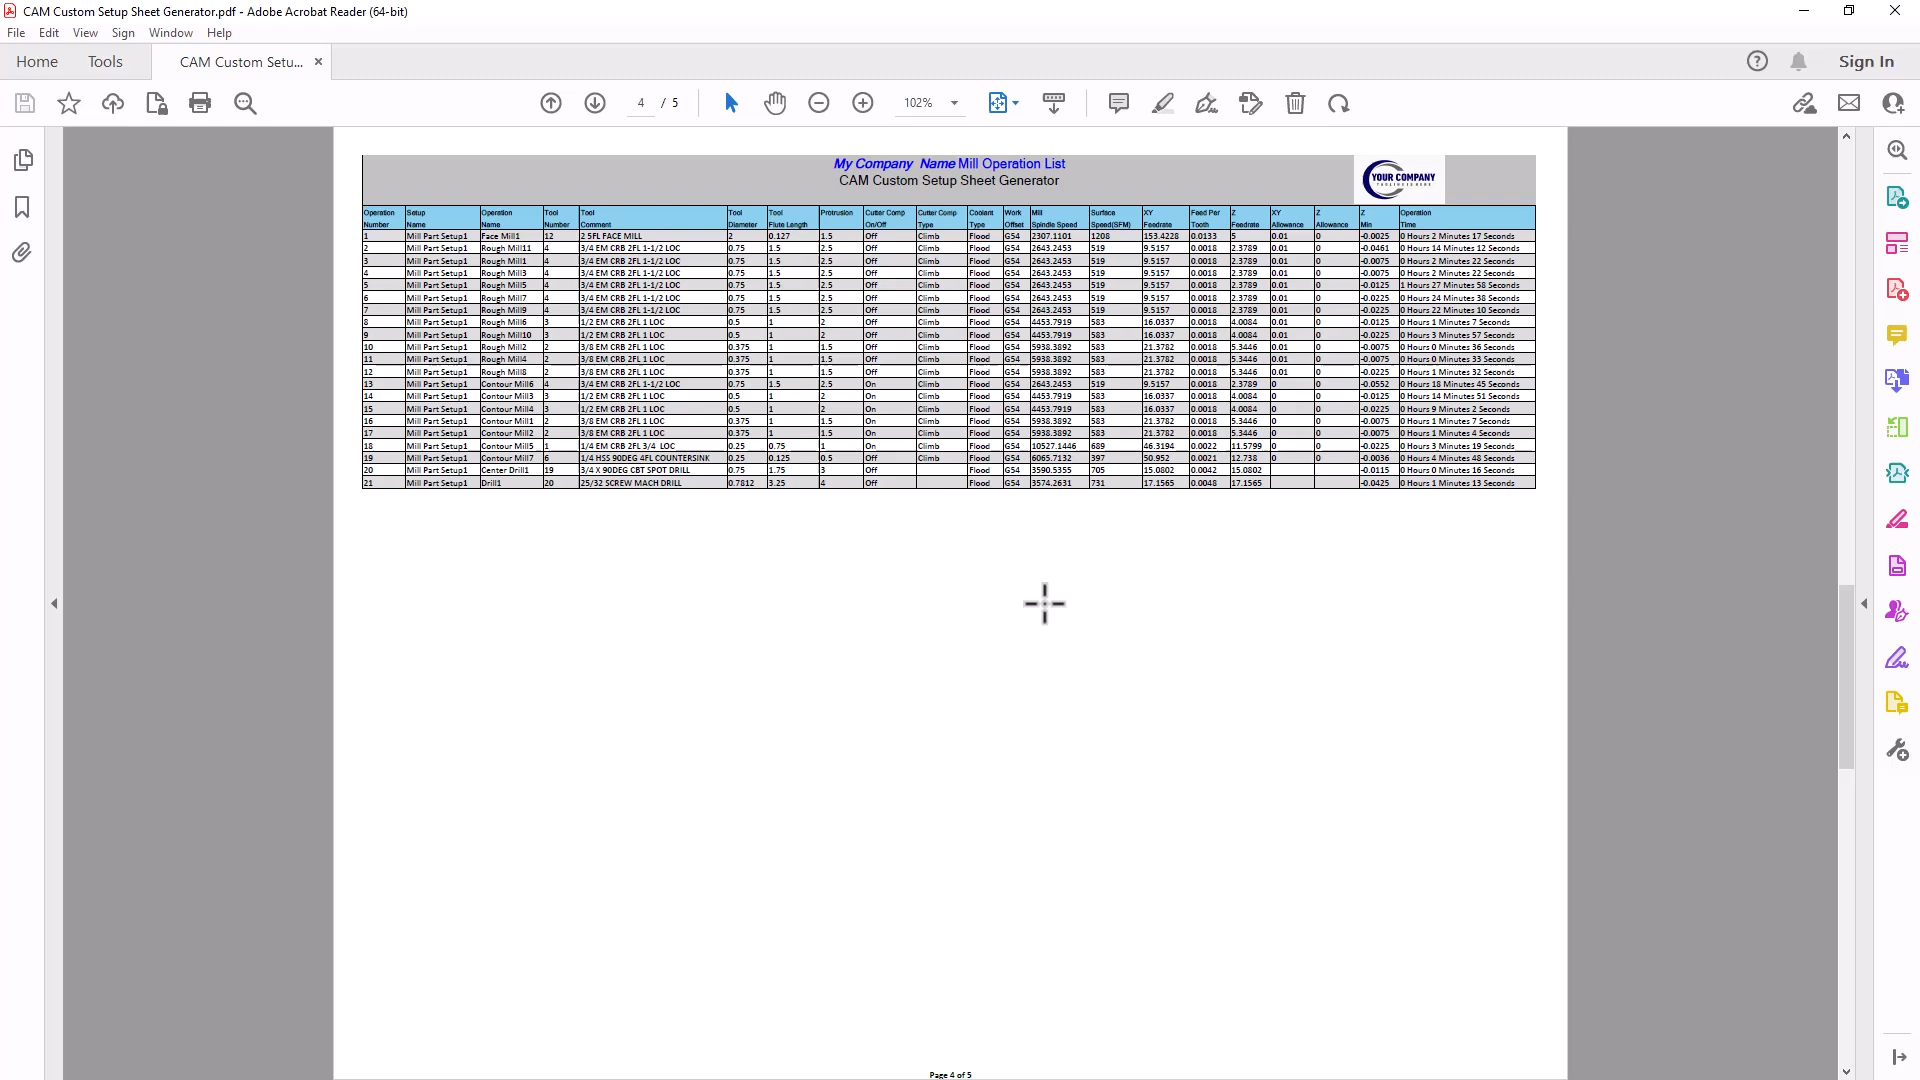 CAM Custom Setup Sheet Generator.pdf - Adobe Acrobat Reader (64-bit)
File Edit View Sign Window Help
Home Tools CAM Custom Setu... Sign In
4 / 5 102%
My Company Name Mill Operation List
CAM Custom Setup Sheet Generator
YOUR COMPANY
Operation Setup Operation Tool Tool Tool Tool Protrusion Cutter Comp Cutter Comp Coolant Work Mill Surface XY Feed Per Z XY Z Z Operation
Number Name Name Number Comment Diameter Flute Length On/Off Type Type Offset Spindle Speed Speed(SFM) Feedrate Tooth Feedrate Allowance Allowance Min Time
1 Mill Part Setup1 Face Mill1 12 2 5FL FACE MILL 2 0.127 1.5 Off Climb Flood G54 2307.1101 1208 153.4228 0.0133 5 0.01 0 -0.0025 0 Hours 2 Minutes 17 Seconds
2 Mill Part Setup1 Rough Mill11 4 3/4 EM CRB 2FL 1-1/2 LOC 0.75 1.5 2.5 Off Climb Flood G54 2643.2453 519 9.5157 0.0018 2.3789 0.01 0 -0.0461 0 Hours 14 Minutes 12 Seconds
3 Mill Part Setup1 Rough Mill1 4 3/4 EM CRB 2FL 1-1/2 LOC 0.75 1.5 2.5 Off Climb Flood G54 2643.2453 519 9.5157 0.0018 2.3789 0.01 0 -0.0075 0 Hours 2 Minutes 22 Seconds
4 Mill Part Setup1 Rough Mill3 4 3/4 EM CRB 2FL 1-1/2 LOC 0.75 1.5 2.5 Off Climb Flood G54 2643.2453 519 9.5157 0.0018 2.3789 0.01 0 -0.0075 0 Hours 2 Minutes 22 Seconds
5 Mill Part Setup1 Rough Mill5 4 3/4 EM CRB 2FL 1-1/2 LOC 0.75 1.5 2.5 Off Climb Flood G54 2643.2453 519 9.5157 0.0018 2.3789 0.01 0 -0.0125 1 Hours 27 Minutes 58 Seconds
6 Mill Part Setup1 Rough Mill7 4 3/4 EM CRB 2FL 1-1/2 LOC 0.75 1.5 2.5 Off Climb Flood G54 2643.2453 519 9.5157 0.0018 2.3789 0.01 0 -0.0225 0 Hours 24 Minutes 38 Seconds
7 Mill Part Setup1 Rough Mill9 4 3/4 EM CRB 2FL 1-1/2 LOC 0.75 1.5 2.5 Off Climb Flood G54 2643.2453 519 9.5157 0.0018 2.3789 0.01 0 -0.0225 0 Hours 22 Minutes 10 Seconds
8 Mill Part Setup1 Rough Mill6 3 1/2 EM CRB 2FL 1 LOC 0.5 1 2 Off Climb Flood G54 4453.7919 583 16.0337 0.0018 4.0084 0.01 0 -0.0125 0 Hours 1 Minutes 7 Seconds
9 Mill Part Setup1 Rough Mill10 3 1/2 EM CRB 2FL 1 LOC 0.5 1 2 Off Climb Flood G54 4453.7919 583 16.0337 0.0018 4.0084 0.01 0 -0.0225 0 Hours 3 Minutes 57 Seconds
10 Mill Part Setup1 Rough Mill2 2 3/8 EM CRB 2FL 1 LOC 0.375 1 1.5 Off Climb Flood G54 5938.3892 583 21.3782 0.0018 5.3446 0.01 0 -0.0075 0 Hours 0 Minutes 36 Seconds
11 Mill Part Setup1 Rough Mill4 2 3/8 EM CRB 2FL 1 LOC 0.375 1 1.5 Off Climb Flood G54 5938.3892 583 21.3782 0.0018 5.3446 0.01 0 -0.0075 0 Hours 0 Minutes 33 Seconds
12 Mill Part Setup1 Rough Mill8 2 3/8 EM CRB 2FL 1 LOC 0.375 1 1.5 Off Climb Flood G54 5938.3892 583 21.3782 0.0018 5.3446 0.01 0 -0.0225 0 Hours 1 Minutes 32 Seconds
13 Mill Part Setup1 Contour Mill6 4 3/4 EM CRB 2FL 1-1/2 LOC 0.75 1.5 2.5 On Climb Flood G54 2643.2453 519 9.5157 0.0018 2.3789 0 0 -0.0552 0 Hours 18 Minutes 45 Seconds
14 Mill Part Setup1 Contour Mill3 3 1/2 EM CRB 2FL 1 LOC 0.5 1 2 On Climb Flood G54 4453.7919 583 16.0337 0.0018 4.0084 0 0 -0.0125 0 Hours 14 Minutes 51 Seconds
15 Mill Part Setup1 Contour Mill4 3 1/2 EM CRB 2FL 1 LOC 0.5 1 2 On Climb Flood G54 4453.7919 583 16.0337 0.0018 4.0084 0 0 -0.0225 0 Hours 9 Minutes 2 Seconds
16 Mill Part Setup1 Contour Mill1 2 3/8 EM CRB 2FL 1 LOC 0.375 1 1.5 On Climb Flood G54 5938.3892 583 21.3782 0.0018 5.3446 0 0 -0.0075 0 Hours 1 Minutes 7 Seconds
17 Mill Part Setup1 Contour Mill2 2 3/8 EM CRB 2FL 1 LOC 0.375 1 1.5 On Climb Flood G54 5938.3892 583 21.3782 0.0018 5.3446 0 0 -0.0075 0 Hours 1 Minutes 4 Seconds
18 Mill Part Setup1 Contour Mill5 1 1/4 EM CRB 2FL 3/4 LOC 0.25 0.75 1 On Climb Flood G54 10527.1446 689 46.3194 0.0022 11.5799 0 0 -0.0225 0 Hours 3 Minutes 19 Seconds
19 Mill Part Setup1 Contour Mill7 6 1/4 HSS 90DEG 4FL COUNTERSINK 0.25 0.125 0.5 Off Climb Flood G54 6065.7132 397 50.952 0.0021 12.738 0 0 -0.0036 0 Hours 4 Minutes 48 Seconds
20 Mill Part Setup1 Center Drill1 19 3/4 X 90DEG CBT SPOT DRILL 0.75 1.75 3 Off Flood G54 3590.5355 705 15.0802 0.0042 15.0802 -0.0115 0 Hours 0 Minutes 16 Seconds
21 Mill Part Setup1 Drill1 20 25/32 SCREW MACH DRILL 0.7812 3.25 4 Off Flood G54 3574.2631 731 17.1565 0.0048 17.1565 -0.0425 0 Hours 1 Minutes 13 Seconds
Page 4 of 5